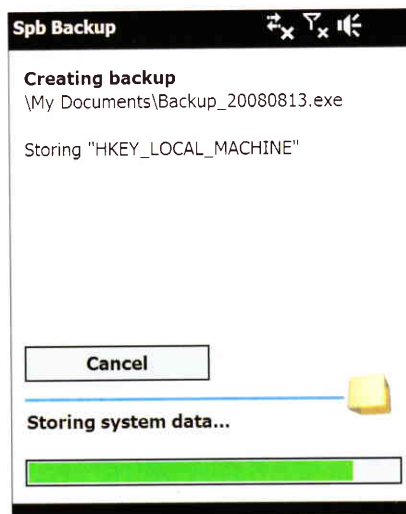 Spb Backup
Creating backup
\My Documents\Backup_20080813.exe
Storing "HKEY_LOCAL_MACHINE"
Cancel
Storing system data...